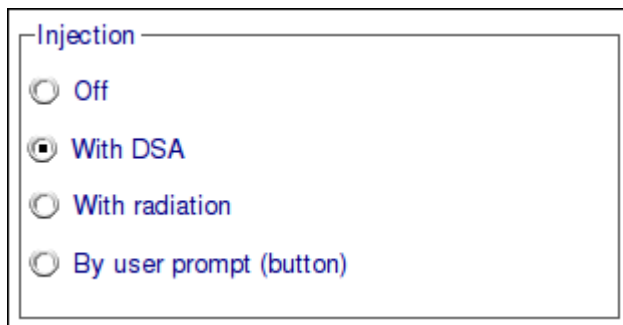 Injection
Off
With DSA
With radiation
By user prompt (button)